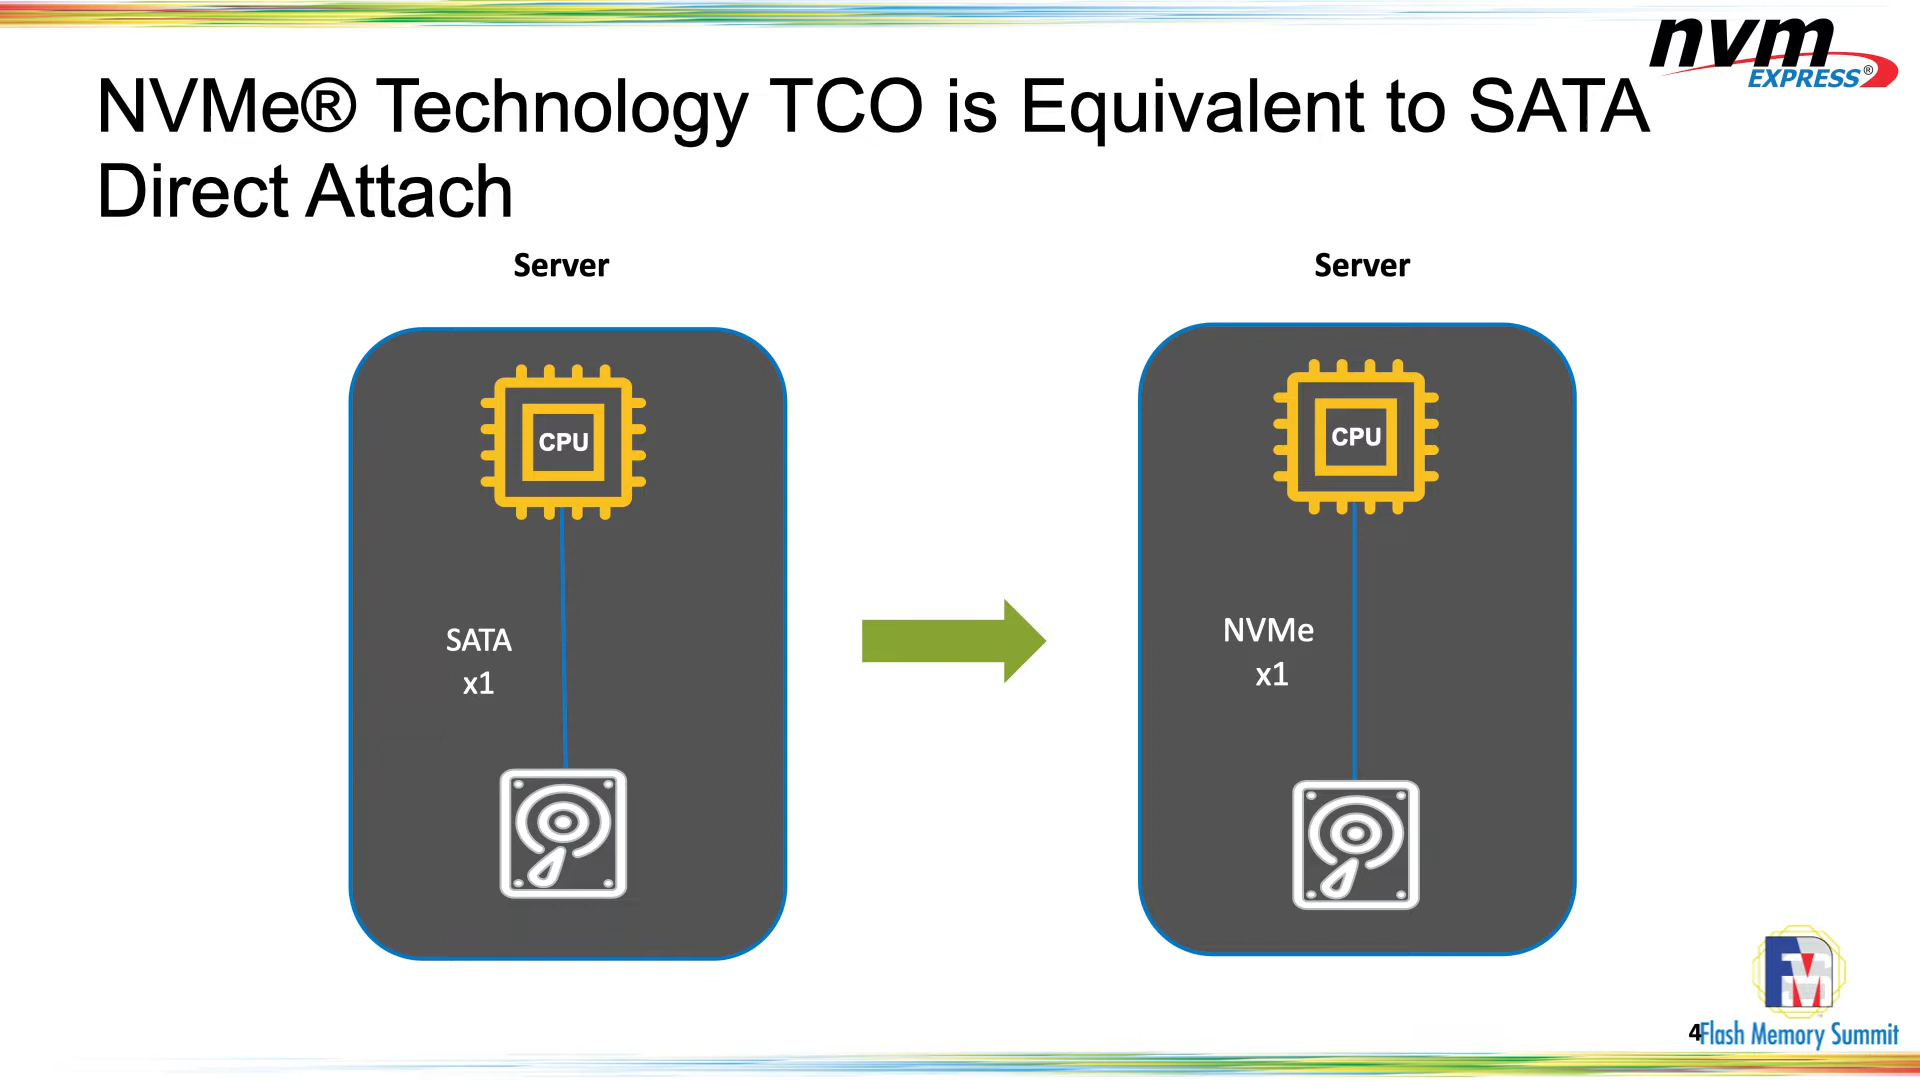 nvm
EXPRESS®
NVMe® Technology TCO is Equivalent to SATA
Direct Attach
Server
Server
CPU
CPU
SATA
x1
NVMe
x1
FMS
4
Flash Memory Summit